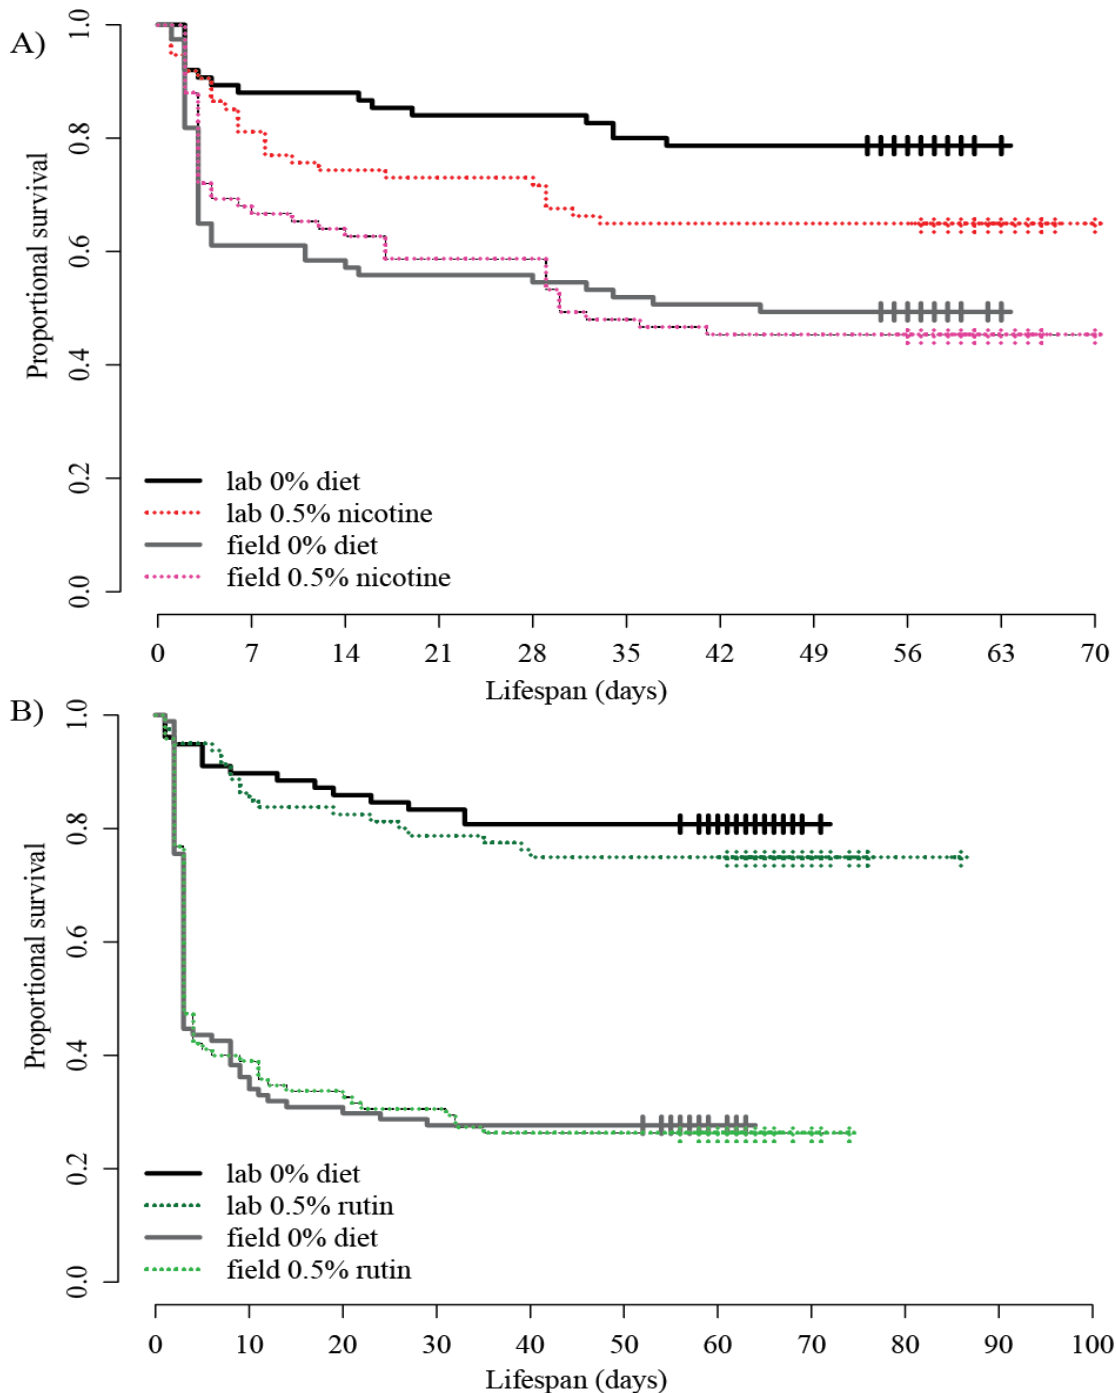 A)
Proportional survival
1.0
0.8
0.6
0.4
0.2
0.0
lab 0% diet
lab 0.5% nicotine
field 0% diet
field 0.5% nicotine
0 7 14 21 28 35 42 49 56 63 70
Lifespan (days)
B)
Proportional survival
1.0
0.8
0.6
0.4
0.2
0.0
lab 0% diet
lab 0.5% rutin
field 0% diet
field 0.5% rutin
0 10 20 30 40 50 60 70 80 90 100
Lifespan (days)